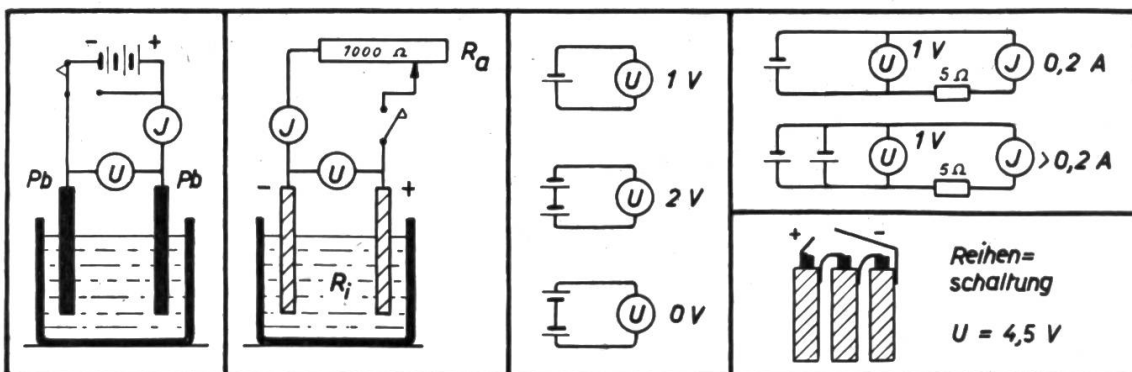 - +
J
U
Pb Pb
1000 Ω Ra
J
U
- +
Ri
U 1 V
U 2 V
U 0 V
U 1 V J 0,2 A
5 Ω
U 1 V J >0,2 A
5 Ω
+ -
Reihen=
schaltung
U = 4,5 V